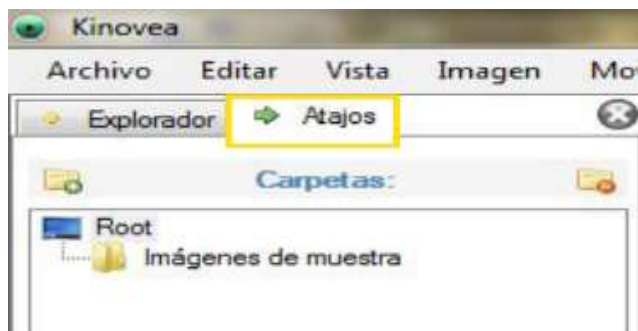 Kinovea
Archivo Editar Vista Imagen
Explorador Atajos
Carpetas:
Root
Imágenes de muestra